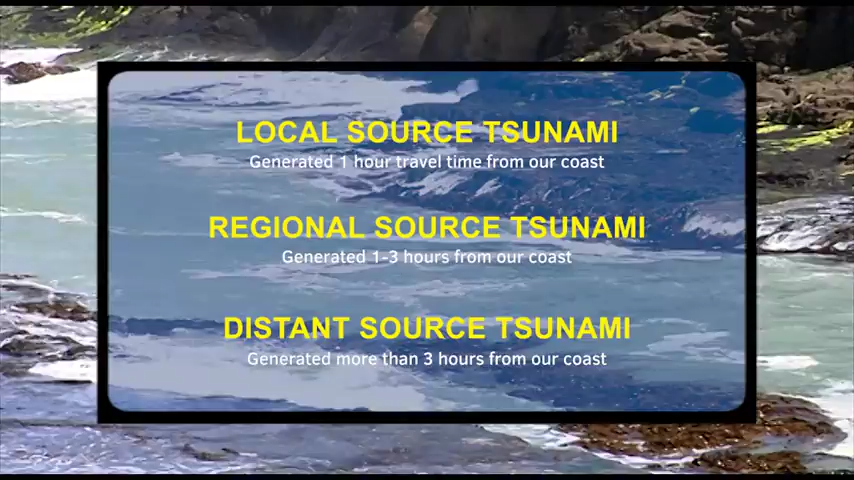 LOCAL SOURCE TSUNAMI
Generated 1 hour travel time from our coast
REGIONAL SOURCE TSUNAMI
Generated 1-3 hours from our coast
DISTANT SOURCE TSUNAMI
Generated more than 3 hours from our coast